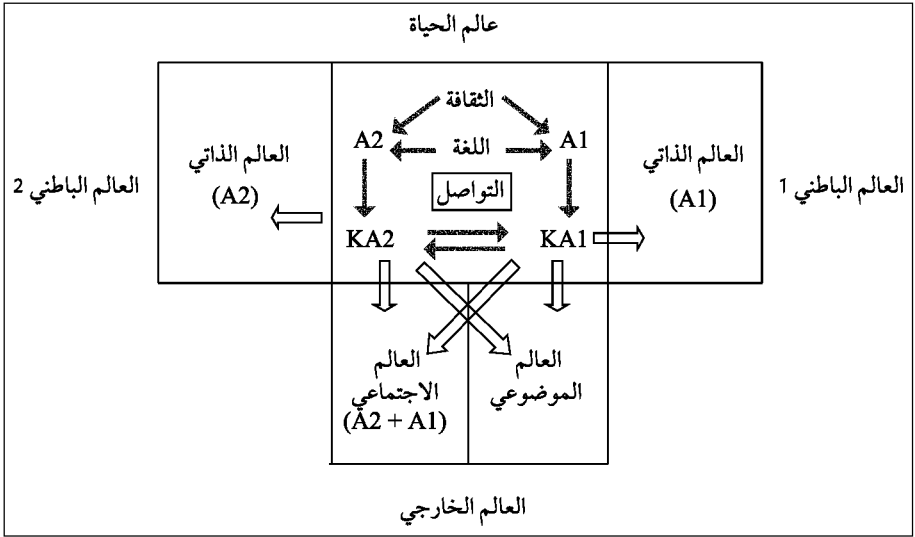 عالم الحياة
الثقافة
A1
اللغة
A2
العالم الباطني 1
العالم الذاتي
(A1)
التواصل
العالم الذاتي
(A2)
العالم الباطني 2
KA1
KA2
العالم
الموضوعي
العالم
الاجتماعي
(A2 + A1)
العالم الخارجي